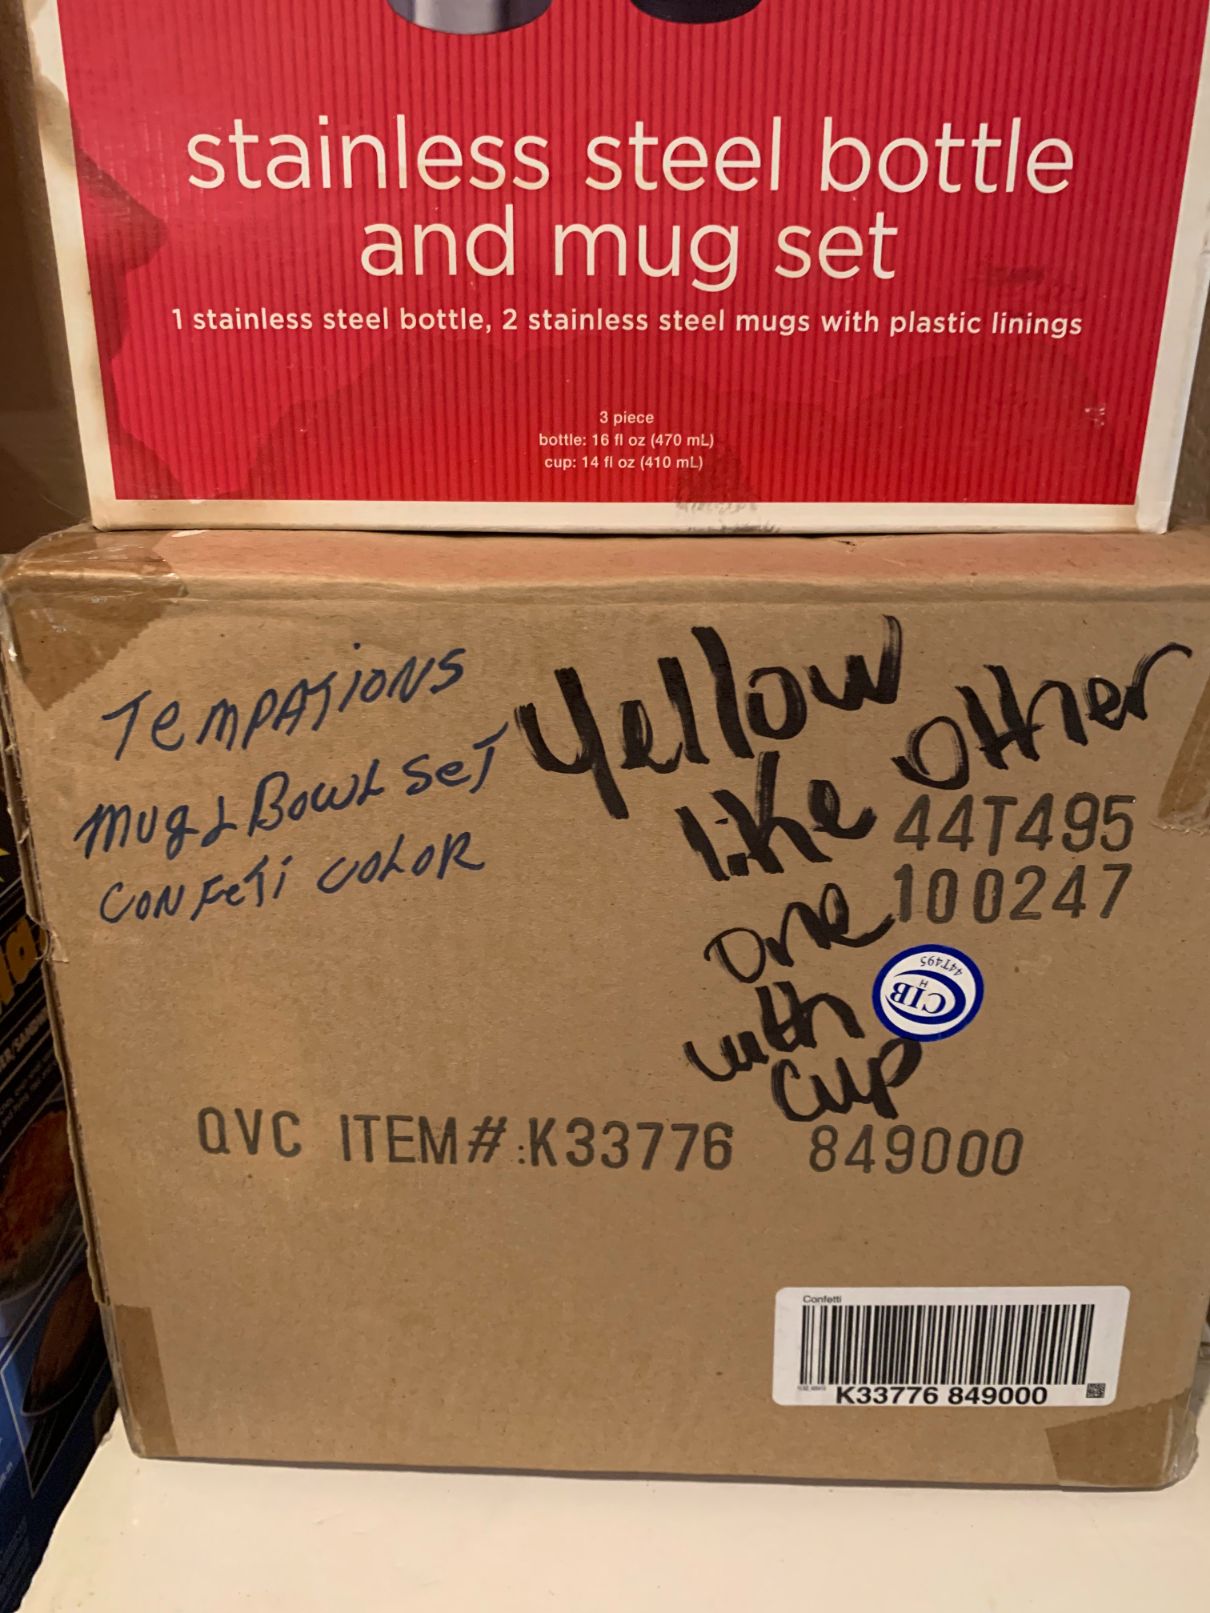 stainless steel bottle
and mug set
1 stainless steel bottle, 2 stainless steel mugs with plastic linings
3 piece
bottle: 16 fl oz (470 mL)
cup: 14 fl oz (410 mL)
TEMPATIONS
MUG & BOWL SET
CONFETI COLOR
Yellow
like other
one
with
cup
44T495
100247
44T495
H
CIB
QVC ITEM#:K33776 849000
Confetti
K33776 849000